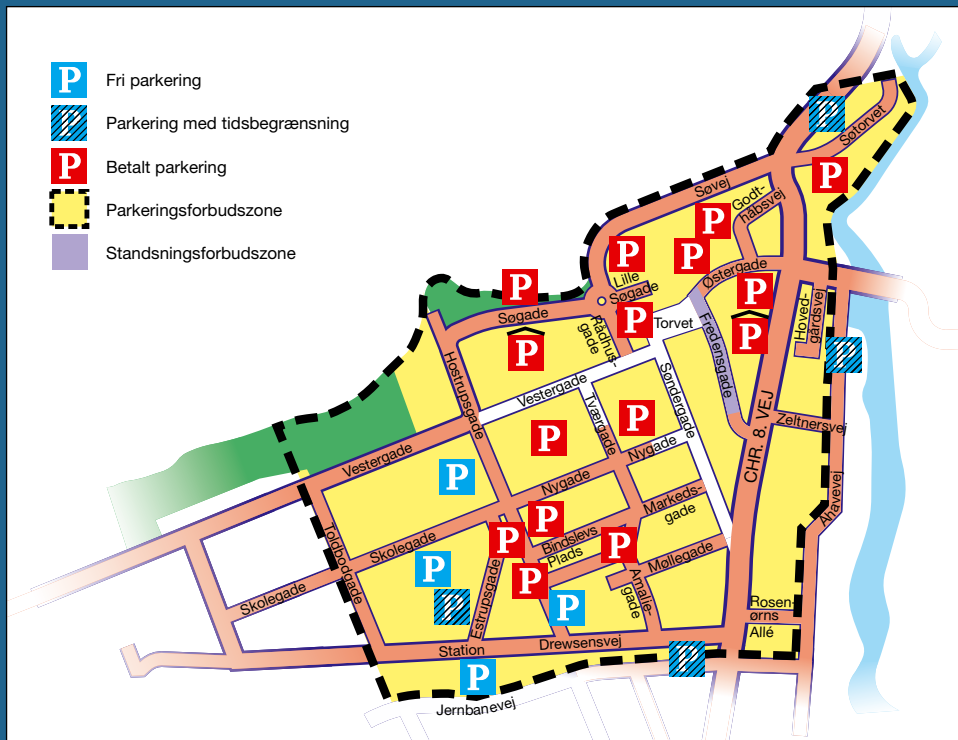 P Fri parkering
P Parkering med tidsbegrænsning
P Betalt parkering
Parkeringsforbudszone
Standsningsforbudszone
P
Søtorvet
P
Søvej
Godt-
håbsvej
P
P
P
Østergade
Lille
Søgade
P
P
Søgade
Rådhus-
gade
P
Torvet
Fredensgade
P
Hoved-
gårdsvej
P
P
Hostrupsgade
Vestergade
Tværgade
Søndergade
CHR. 8. VEJ
Zeltnersvej
P
P
Vestergade
P
Nygade
Nygade
Markeds-
gade
Åhavevej
Toldbodgade
Skolegade
P
Bindslevs
Plads
P
P
Møllegade
P
P
Estrupsgade
P
P
Amalie-
gade
Skolegade
Rosen-
ørns
Allé
Station
Drewsensvej
P
P
Jernbanevej